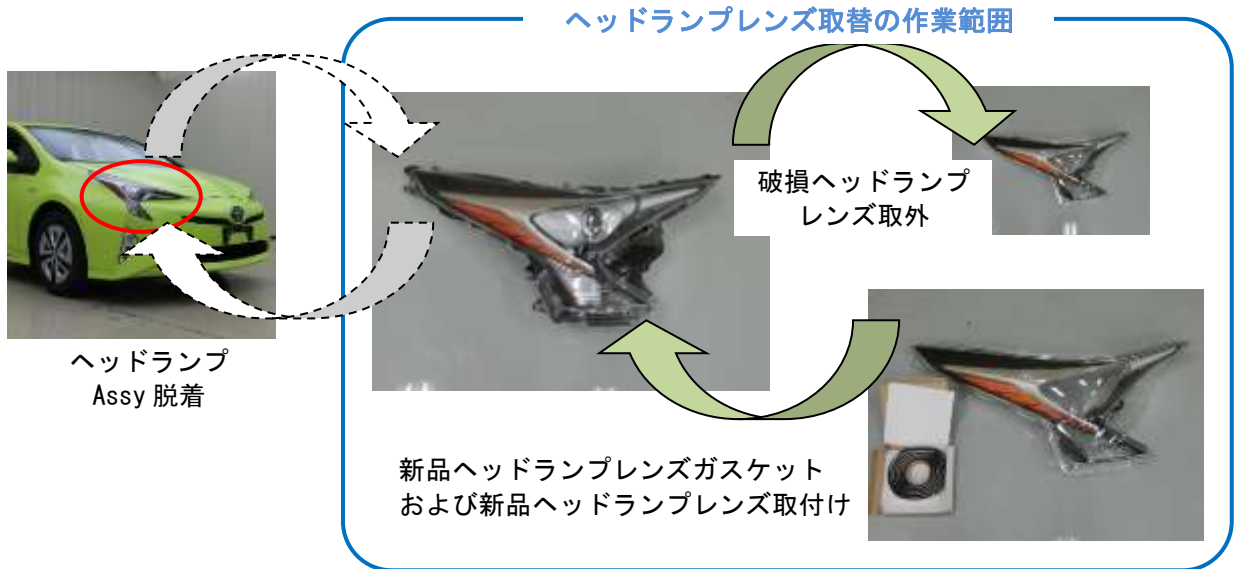 ヘッドランプレンズ取替の作業範囲
破損ヘッドランプ
レンズ取外
ヘッドランプ
Assy 脱着
新品ヘッドランプレンズガスケット
および新品ヘッドランプレンズ取付け